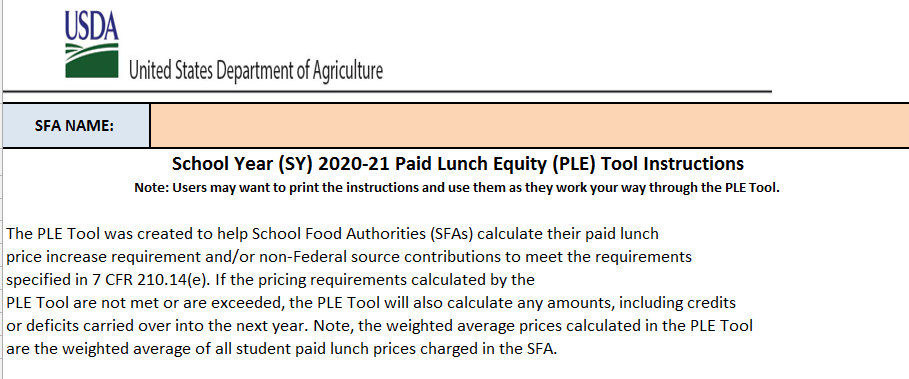 USDA
United States Department of Agriculture
SFA NAME:
School Year (SY) 2020-21 Paid Lunch Equity (PLE) Tool Instructions
Note: Users may want to print the instructions and use them as they work your way through the PLE Tool.
The PLE Tool was created to help School Food Authorities (SFAs) calculate their paid lunch
price increase requirement and/or non-Federal source contributions to meet the requirements
specified in 7 CFR 210.14(e). If the pricing requirements calculated by the
PLE Tool are not met or are exceeded, the PLE Tool will also calculate any amounts, including credits
or deficits carried over into the next year. Note, the weighted average prices calculated in the PLE Tool
are the weighted average of all student paid lunch prices charged in the SFA.